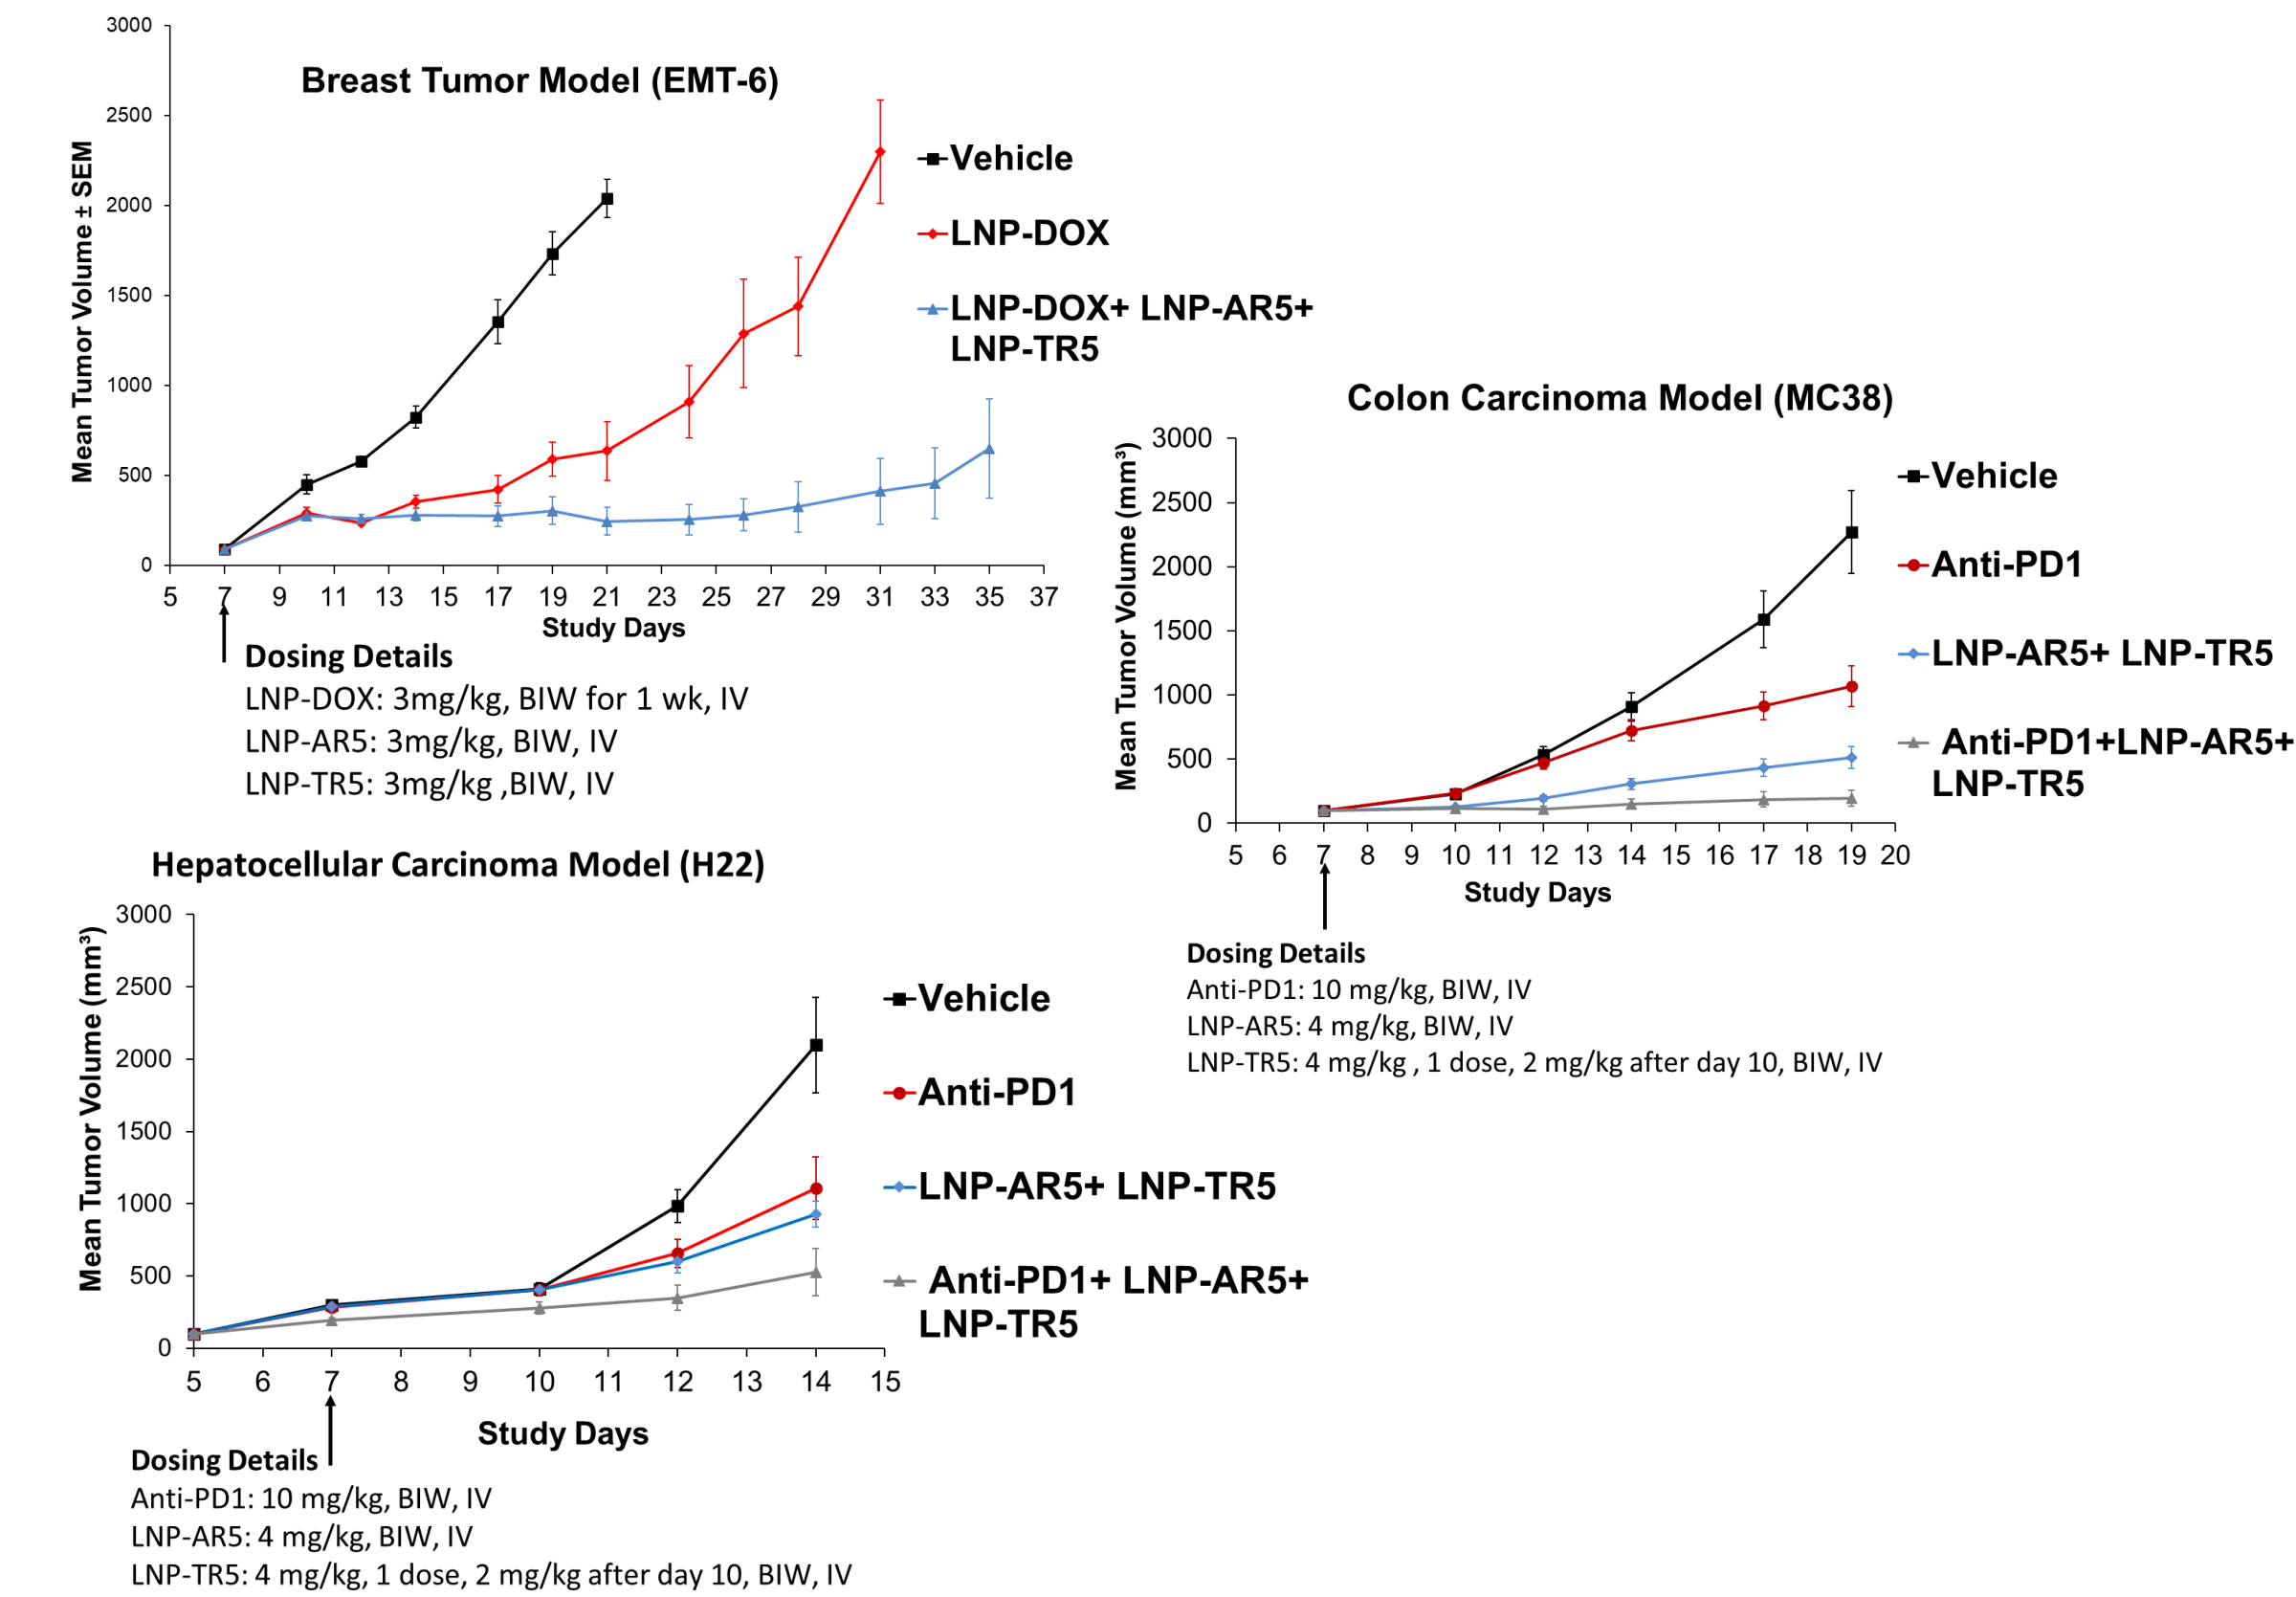 Breast Tumor Model (EMT-6)
Mean Tumor Volume ± SEM
3000
2500
2000
1500
1000
500
0
5 7 9 11 13 15 17 19 21 23 25 27 29 31 33 35 37
Study Days
Vehicle
LNP-DOX
LNP-DOX+ LNP-AR5+
LNP-TR5
Dosing Details
LNP-DOX: 3mg/kg, BIW for 1 wk, IV
LNP-AR5: 3mg/kg, BIW, IV
LNP-TR5: 3mg/kg ,BIW, IV
Colon Carcinoma Model (MC38)
Mean Tumor Volume (mm³)
3000
2500
2000
1500
1000
500
0
5 6 7 8 9 10 11 12 13 14 15 16 17 18 19 20
Study Days
Vehicle
Anti-PD1
LNP-AR5+ LNP-TR5
Anti-PD1+LNP-AR5+
LNP-TR5
Dosing Details
Anti-PD1: 10 mg/kg, BIW, IV
LNP-AR5: 4 mg/kg, BIW, IV
LNP-TR5: 4 mg/kg , 1 dose, 2 mg/kg after day 10, BIW, IV
Hepatocellular Carcinoma Model (H22)
Mean Tumor Volume (mm³)
3000
2500
2000
1500
1000
500
0
5 6 7 8 9 10 11 12 13 14 15
Study Days
Vehicle
Anti-PD1
LNP-AR5+ LNP-TR5
Anti-PD1+ LNP-AR5+
LNP-TR5
Dosing Details
Anti-PD1: 10 mg/kg, BIW, IV
LNP-AR5: 4 mg/kg, BIW, IV
LNP-TR5: 4 mg/kg, 1 dose, 2 mg/kg after day 10, BIW, IV